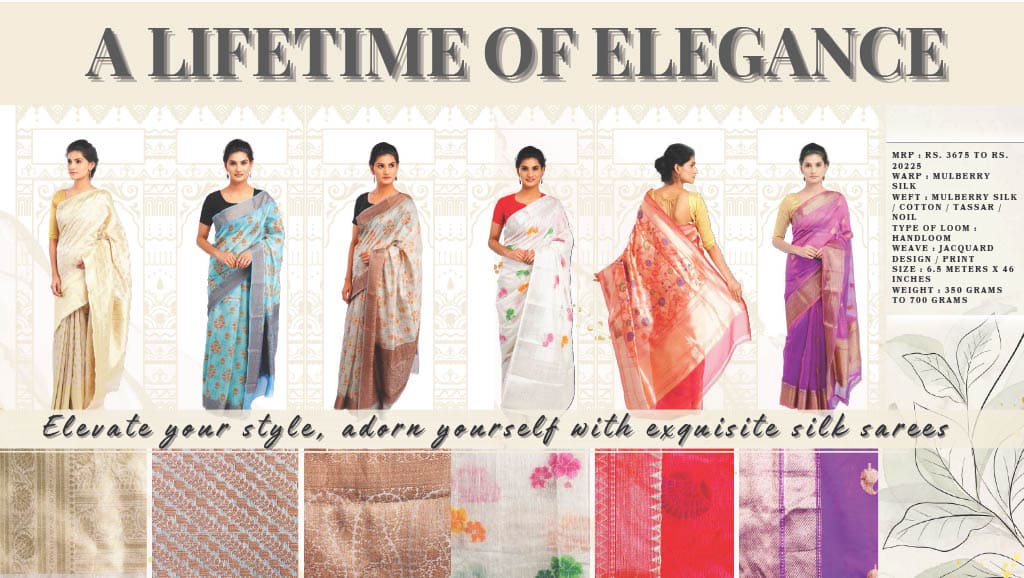 A LIFETIME OF ELEGANCE
MRP : RS. 3675 TO RS.
20225
WARP : MULBERRY
SILK
WEFT : MULBERRY SILK
/ COTTON / TASSAR /
NOIL
TYPE OF LOOM :
HANDLOOM
WEAVE : JACQUARD
DESIGN / PRINT
SIZE : 6.5 METERS X 46
INCHES
WEIGHT : 350 GRAMS
TO 700 GRAMS
Elevate your style, adorn yourself with exquisite silk sarees